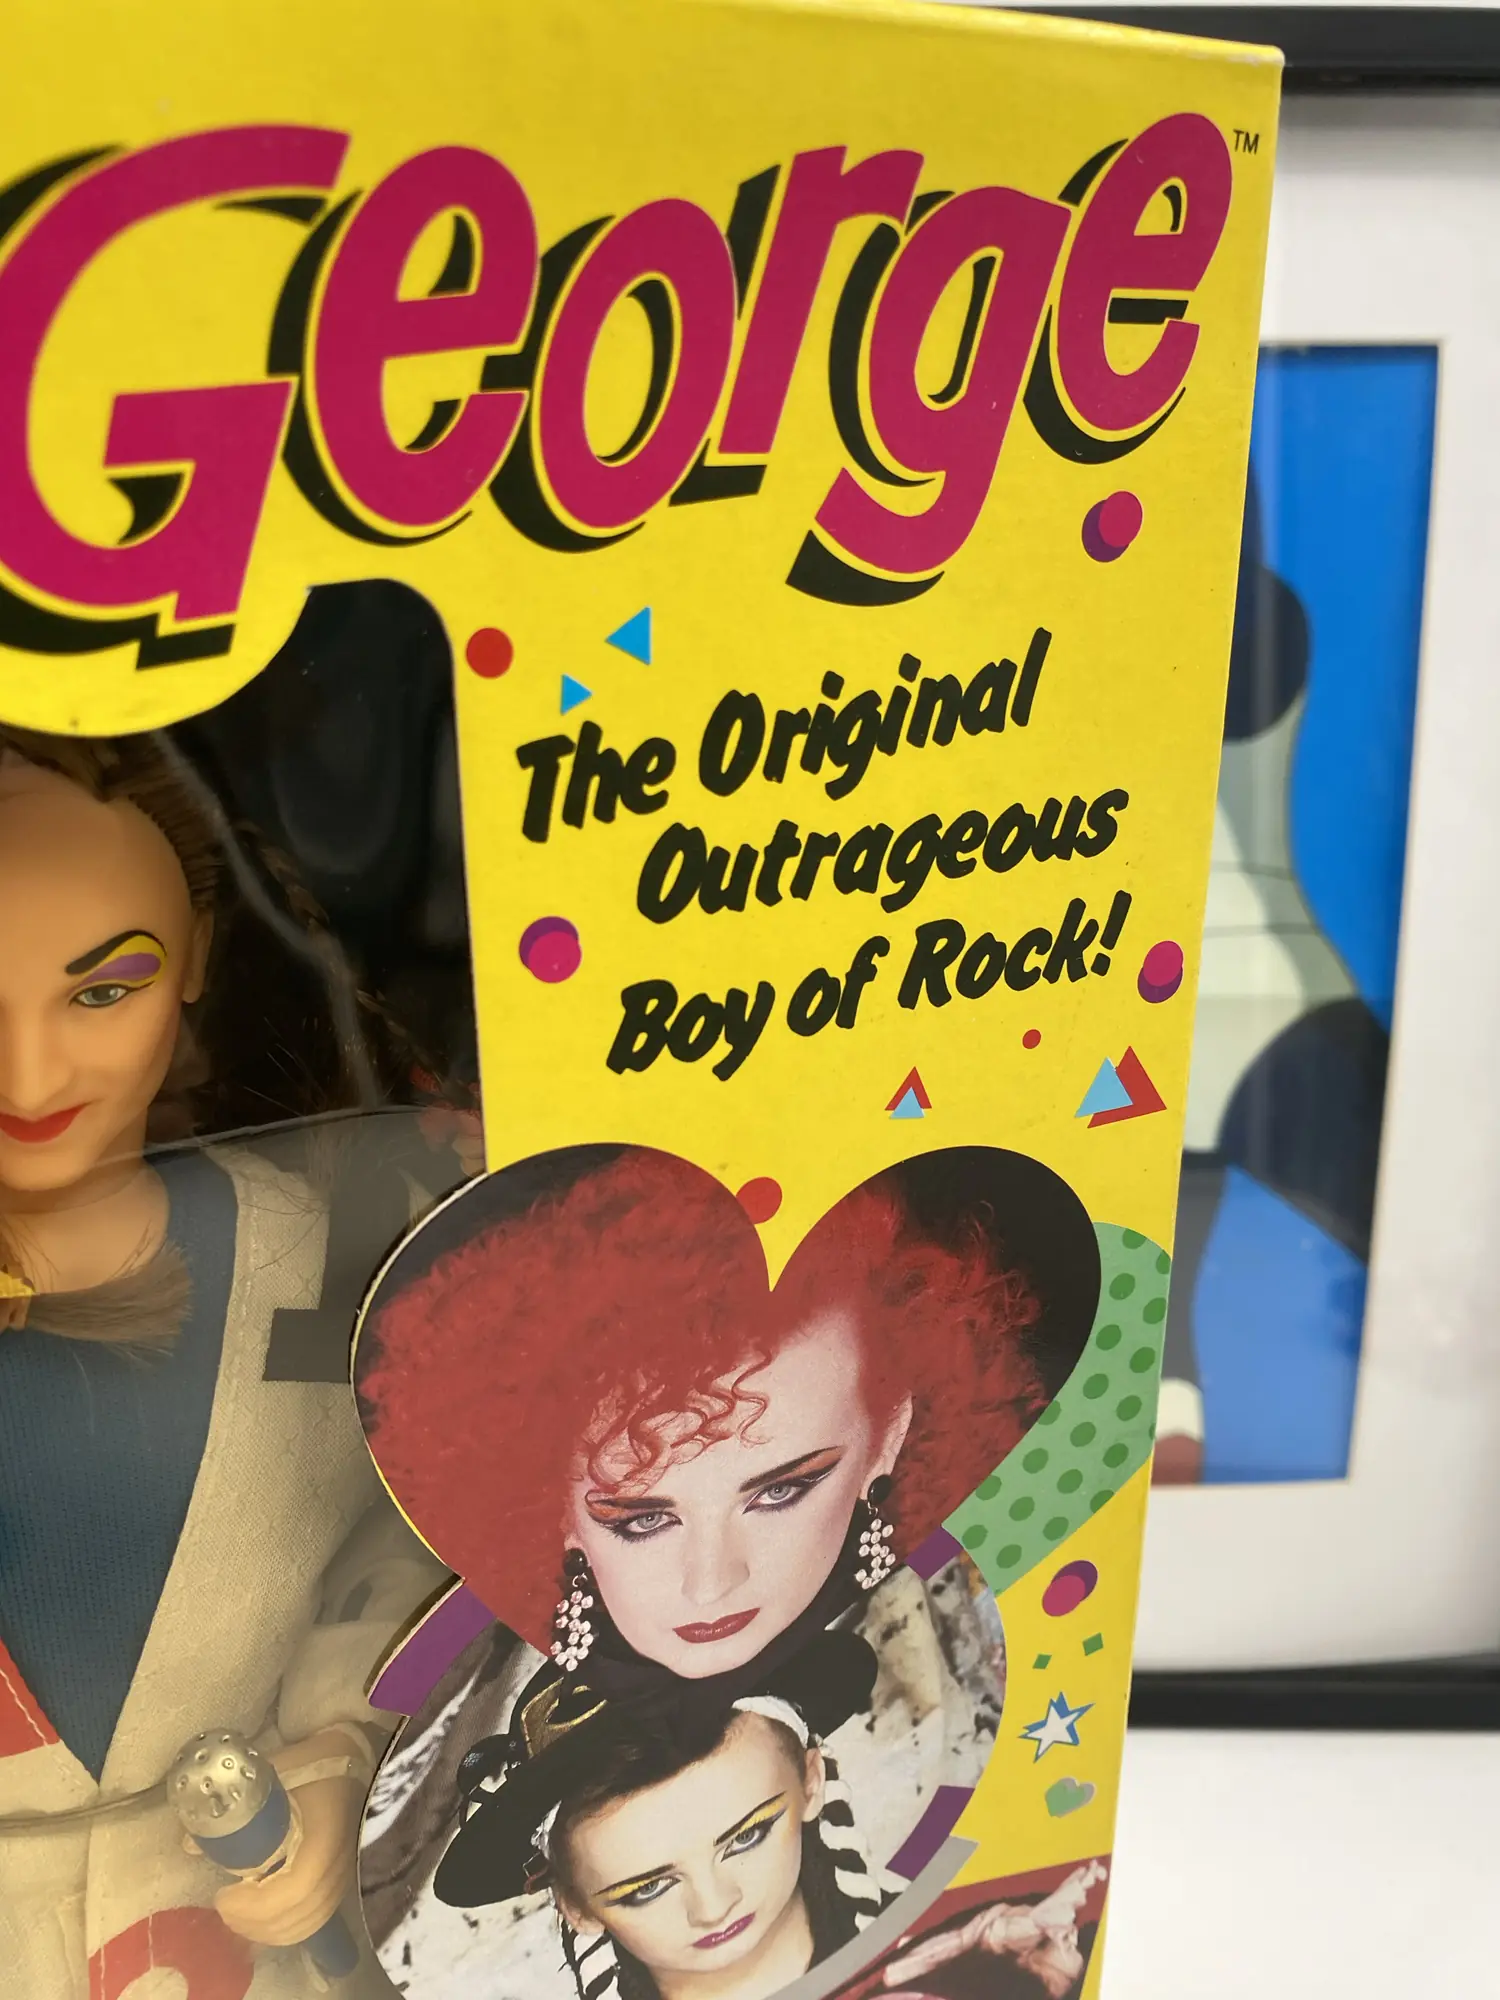 George™
The Original
Outrageous
Boy of Rock!